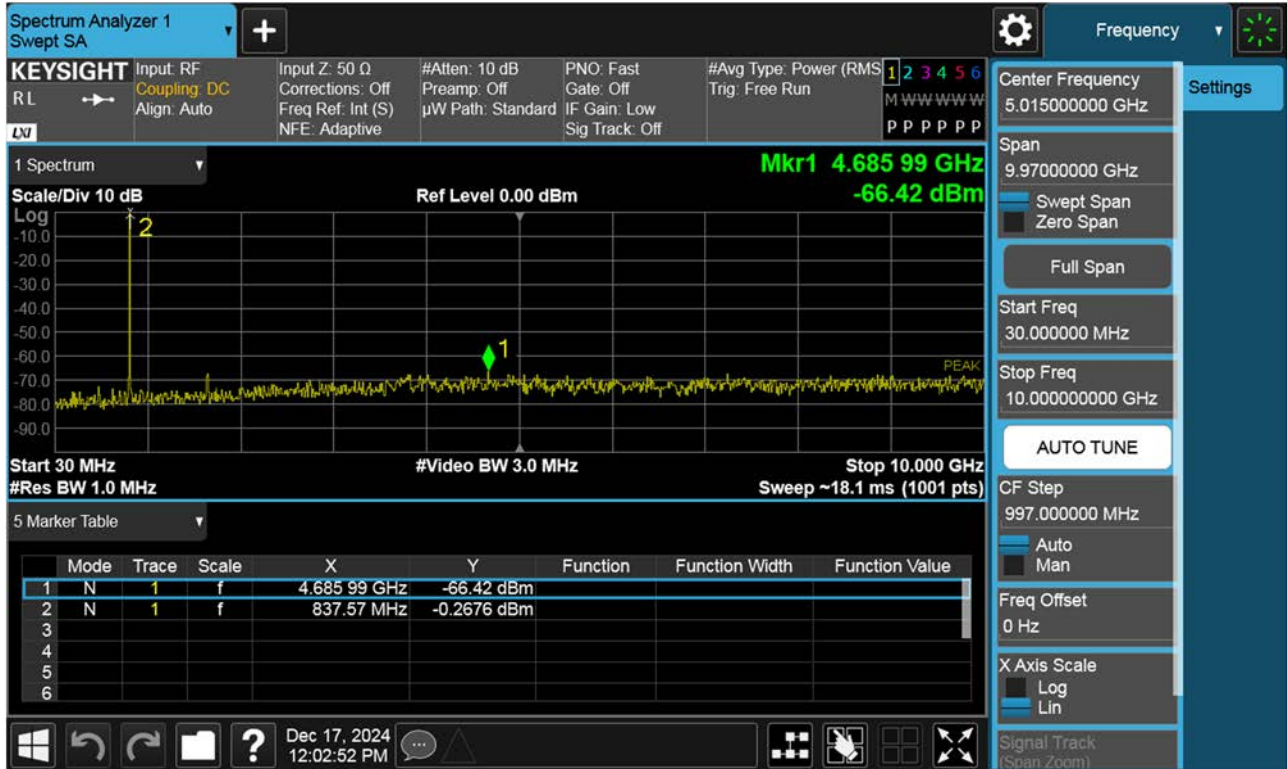 Spectrum Analyzer 1
Swept SA
+
Frequency
KEYSIGHT
RL
LXI
Input: RF
Coupling: DC
Align: Auto
Input Z: 50 Ω
Corrections: Off
Freq Ref: Int (S)
NFE: Adaptive
#Atten: 10 dB
Preamp: Off
µW Path: Standard
PNO: Fast
Gate: Off
IF Gain: Low
Sig Track: Off
#Avg Type: Power (RMS
Trig: Free Run
1 2 3 4 5 6
M W W W W W
P P P P P P
1 Spectrum
Scale/Div 10 dB
Ref Level 0.00 dBm
Mkr1 4.685 99 GHz
-66.42 dBm
Log
-10.0
-20.0
-30.0
-40.0
-50.0
-60.0
-70.0
-80.0
-90.0
2
1
PEAK
Start 30 MHz
#Video BW 3.0 MHz
Stop 10.000 GHz
#Res BW 1.0 MHz
Sweep ~18.1 ms (1001 pts)
5 Marker Table
Mode Trace Scale X Y Function Function Width Function Value
1 N 1 f 4.685 99 GHz -66.42 dBm
2 N 1 f 837.57 MHz -0.2676 dBm
3
4
5
6
?
Dec 17, 2024
12:02:52 PM
Center Frequency
5.015000000 GHz
Settings
Span
9.97000000 GHz
Swept Span
Zero Span
Full Span
Start Freq
30.000000 MHz
Stop Freq
10.000000000 GHz
AUTO TUNE
CF Step
997.000000 MHz
Auto
Man
Freq Offset
0 Hz
X Axis Scale
Log
Lin
Signal Track
(Span Zoom)